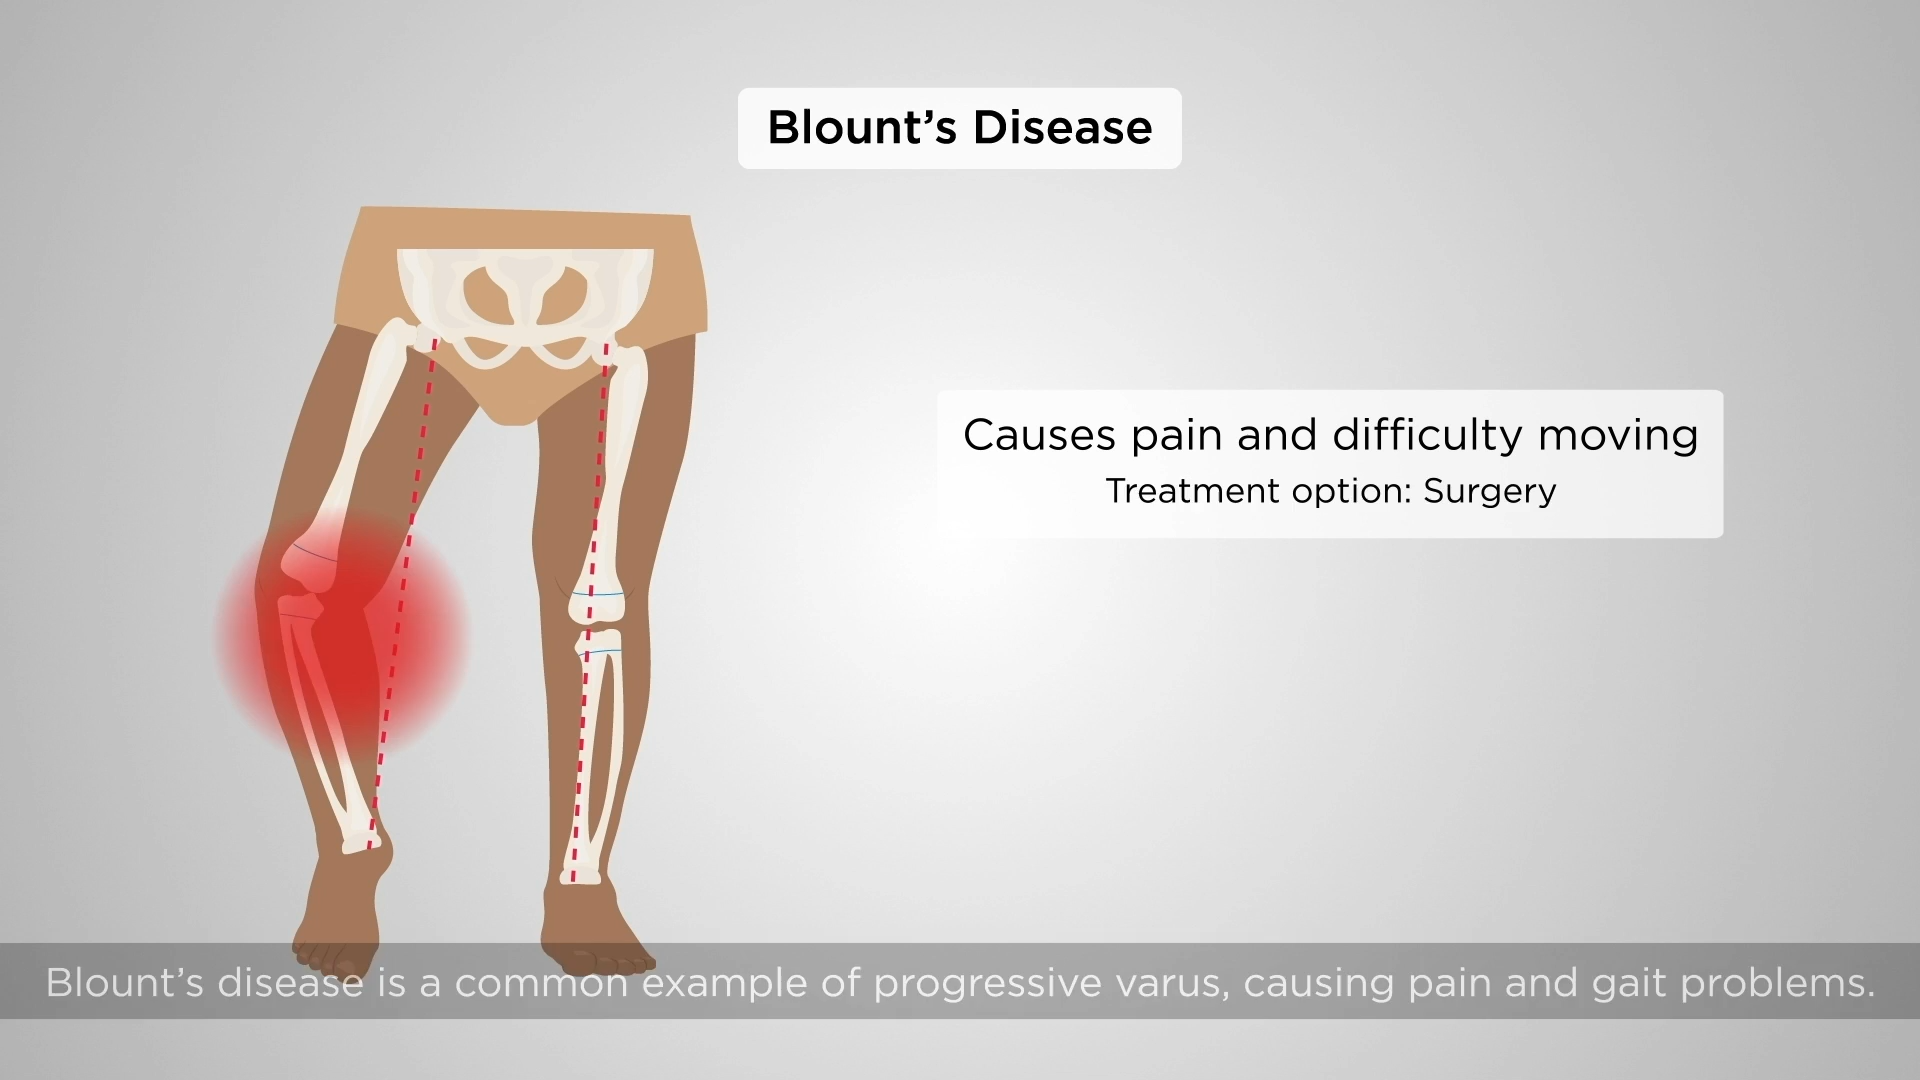 Blount’s Disease
Causes pain and difficulty moving
Treatment option: Surgery
Blount’s disease is a common example of progressive varus, causing pain and gait problems.